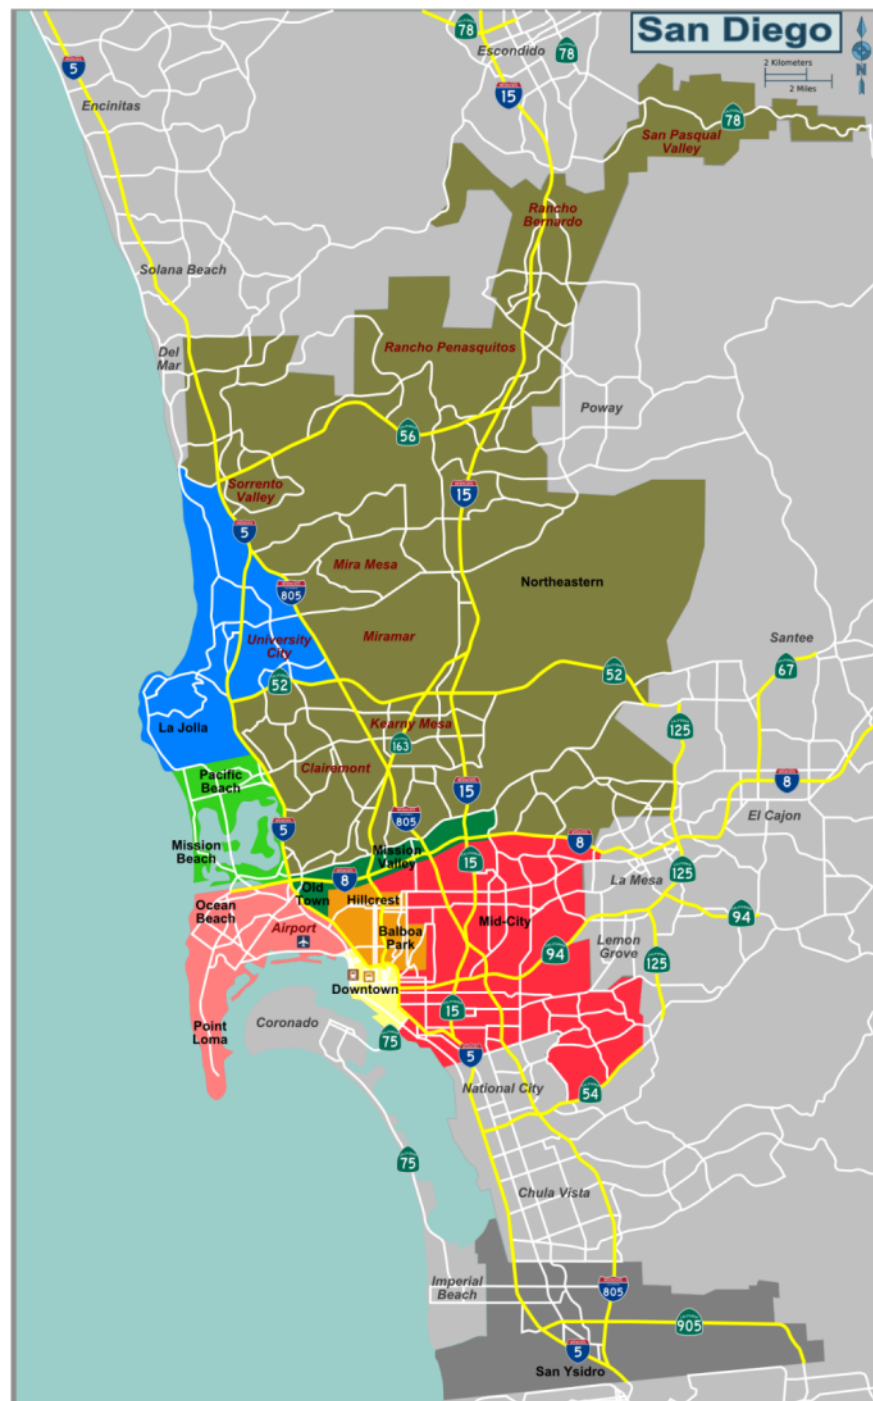 San Diego
78
78
Escondido
5
2 Kilometers
2 Miles
N
15
Encinitas
78
San Pasqual
Valley
Rancho
Bernardo
Solana Beach
Del
Mar
Rancho Penasquitos
Poway
56
Sorrento
Valley
15
5
Mira Mesa
Northeastern
805
University
City
Miramar
Santee
67
52
52
La Jolla
Kearny Mesa
125
163
Clairemont
Pacific
Beach
8
15
805
El Cajon
5
Mission
Beach
Mission
Valley
8
15
125
La Mesa
8
Old
Town
Hillcrest
Ocean
Beach
94
Mid-City
Airport
Balboa
Park
Lemon
Grove
94
125
Downtown
15
Point
Loma
Coronado
75
5
National City
54
75
Chula Vista
Imperial
Beach
805
905
5
San Ysidro